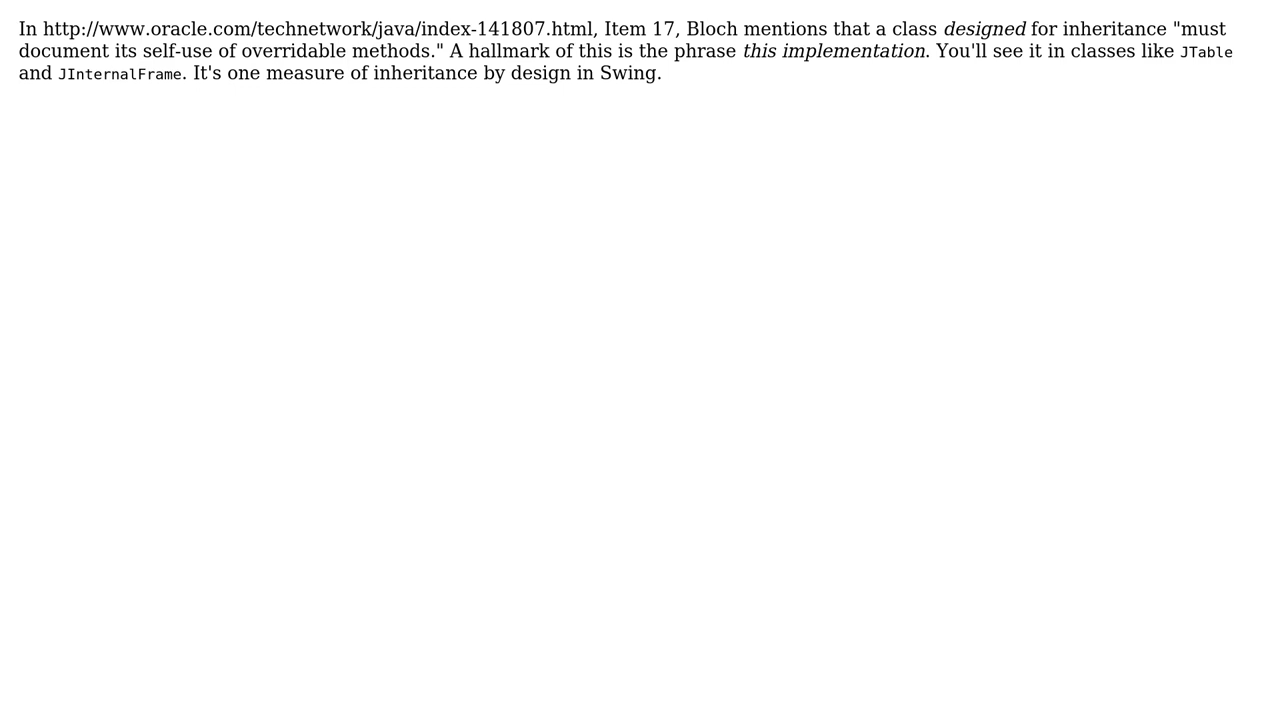 In http://www.oracle.com/technetwork/java/index-141807.html, Item 17, Bloch mentions that a class designed for inheritance "must
document its self-use of overridable methods." A hallmark of this is the phrase this implementation. You'll see it in classes like JTable
and JInternalFrame. It's one measure of inheritance by design in Swing.